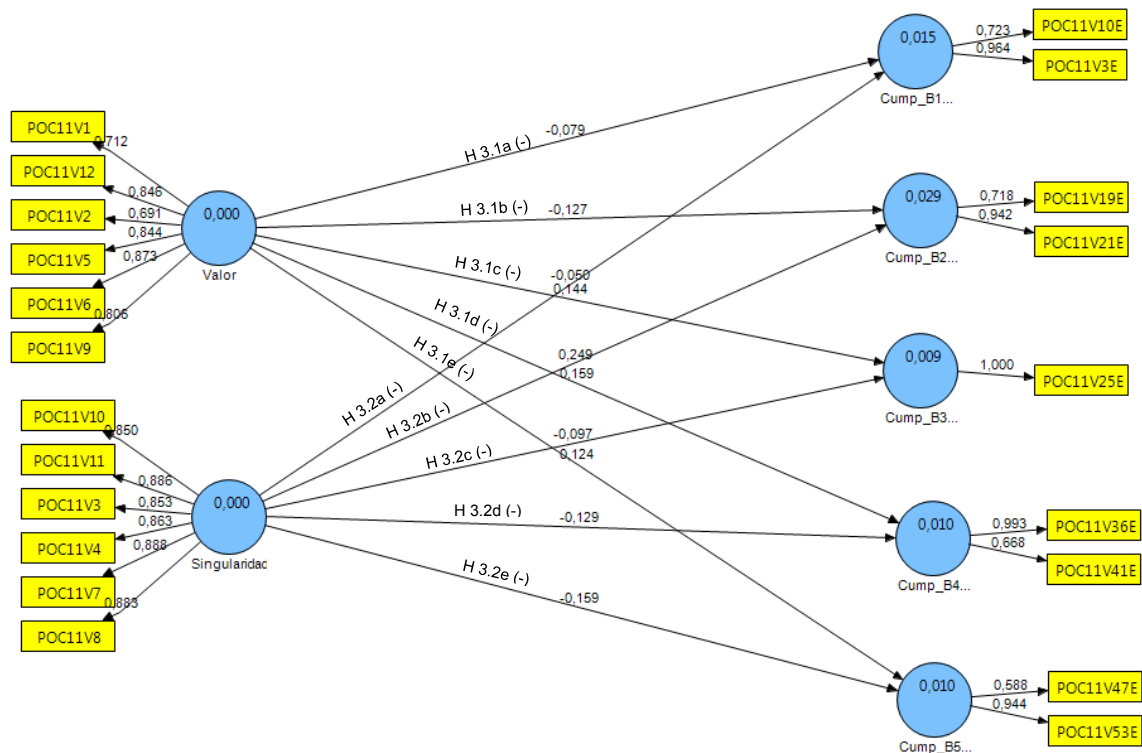 POC11V1
0,712
POC11V12
0,846
POC11V2
0,691
POC11V5
0,844
POC11V6
0,873
POC11V9
0,806
0,000
Valor
POC11V10
0,850
POC11V11
0,886
POC11V3
0,853
POC11V4
0,863
POC11V7
0,888
POC11V8
0,883
0,000
Singularidad
H 3.1a (-)
-0,079
H 3.1b (-)
-0,127
H 3.1c (-)
-0,050
0,144
H 3.1d (-)
H 3.1e (-)
0,249
0,159
H 3.2a (-)
H 3.2b (-)
H 3.2c (-)
-0,097
0,124
H 3.2d (-)
-0,129
H 3.2e (-)
-0,159
0,015
Cump_B1...
0,723
POC11V10E
0,964
POC11V3E
0,029
Cump_B2...
0,718
POC11V19E
0,942
POC11V21E
0,009
Cump_B3...
1,000
POC11V25E
0,010
Cump_B4...
0,993
POC11V36E
0,668
POC11V41E
0,010
Cump_B5...
0,588
POC11V47E
0,944
POC11V53E